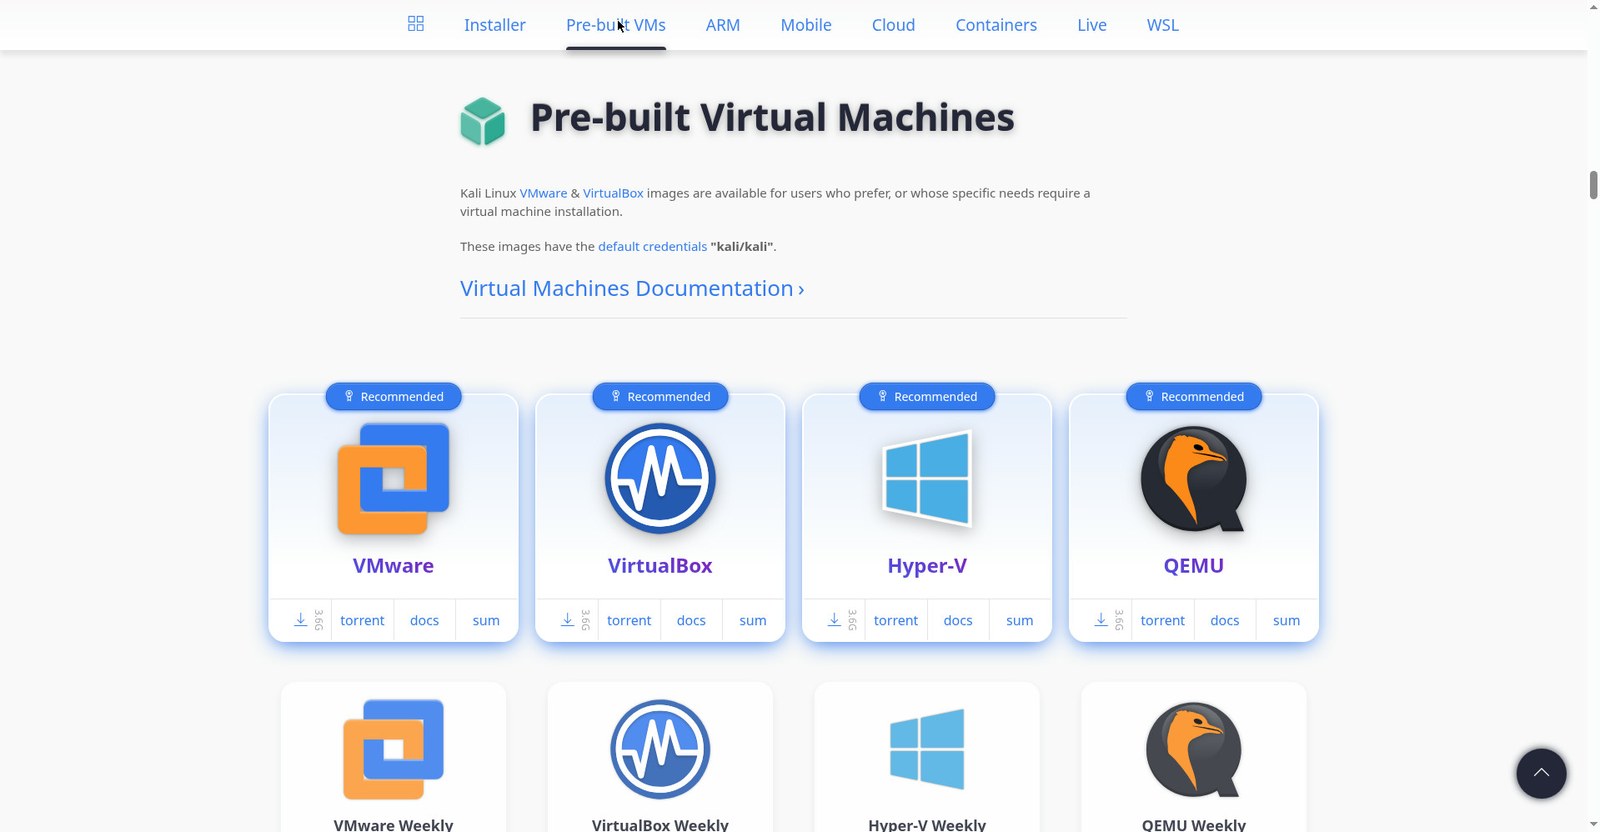 Installer Pre-built VMs ARM Mobile Cloud Containers Live WSL
Pre-built Virtual Machines
Kali Linux VMware & VirtualBox images are available for users who prefer, or whose specific needs require a
virtual machine installation.
These images have the default credentials "kali/kali".
Virtual Machines Documentation ›
Recommended Recommended Recommended Recommended
VMware VirtualBox Hyper-V QEMU
3.6G torrent docs sum 3.6G torrent docs sum 3.6G torrent docs sum 3.6G torrent docs sum
VMware Weekly VirtualBox Weekly Hyper-V Weekly QEMU Weekly